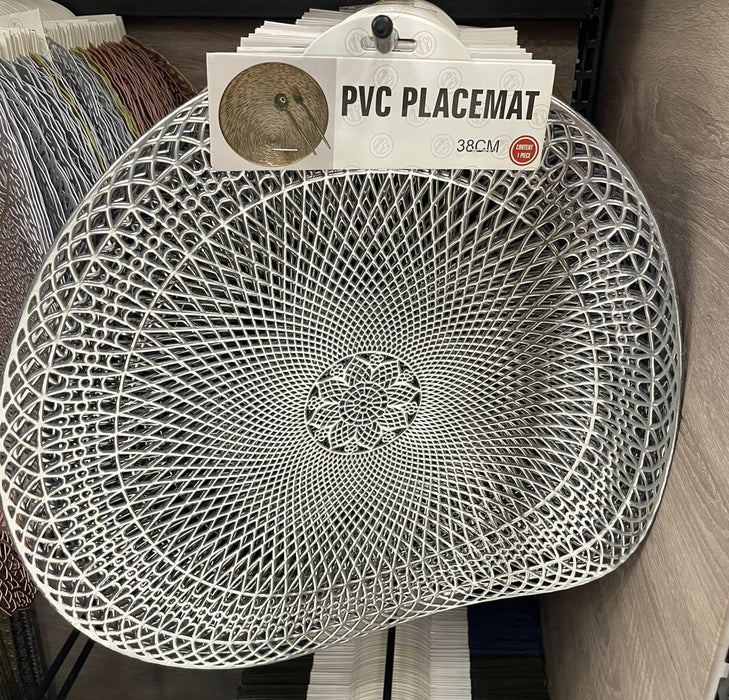 PVC PLACEMAT
38CM
CONTENT
1 PIECE